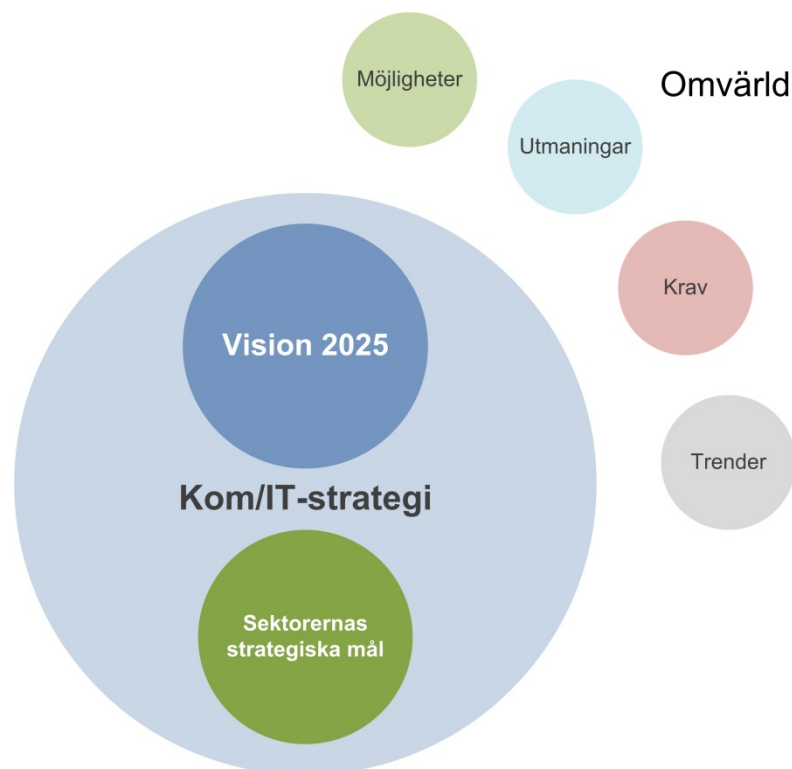 Möjligheter
Omvärld
Utmaningar
Krav
Vision 2025
Trender
Kom/IT-strategi
Sektorernas
strategiska mål